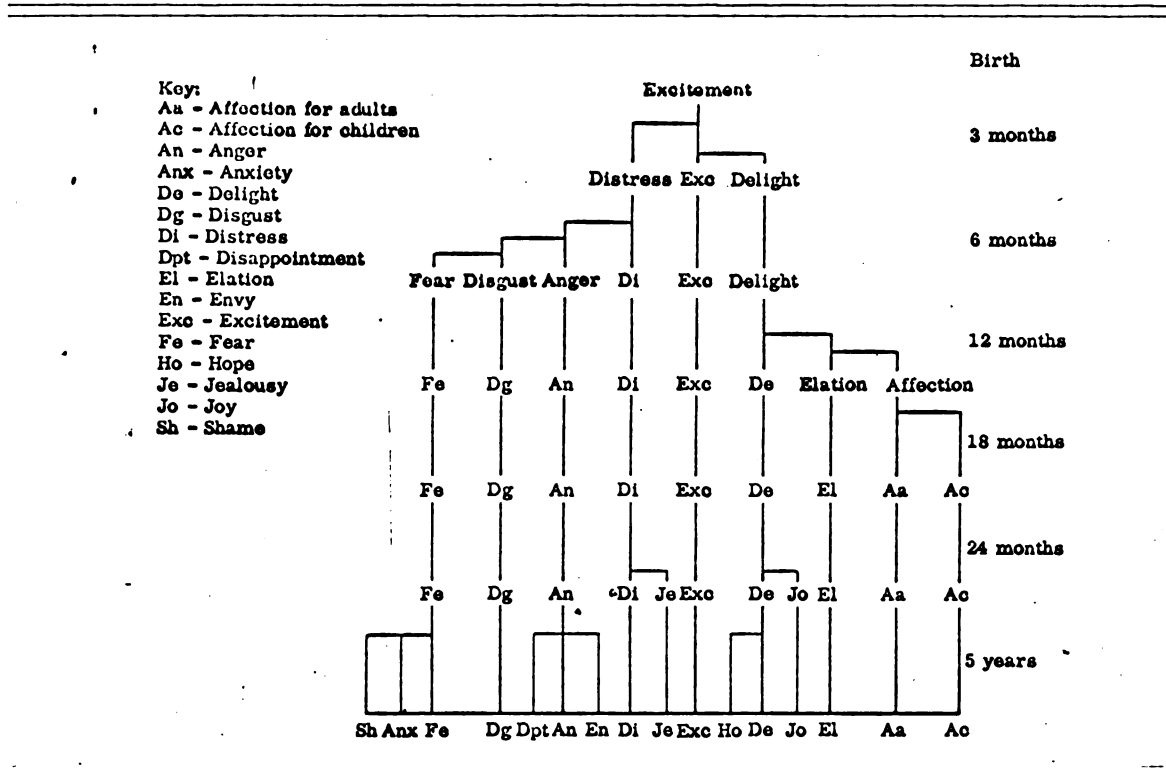 Birth
Excitement
Key:
Aa - Affection for adults
Ac - Affection for children
An - Anger
Anx - Anxiety
De - Delight
Dg - Disgust
Di - Distress
Dpt - Disappointment
El - Elation
En - Envy
Exc - Excitement
Fe - Fear
Ho - Hope
Je - Jealousy
Jo - Joy
Sh - Shame
3 months
Distress Exc Delight
6 months
Fear Disgust Anger Di Exc Delight
12 months
Fe Dg An Di Exc De Elation Affection
18 months
Fe Dg An Di Exc De El Aa Ac
24 months
Fe Dg An Di Je Exc De Jo El Aa Ac
5 years
Sh Anx Fe Dg Dpt An En Di Je Exc Ho De Jo El Aa Ac